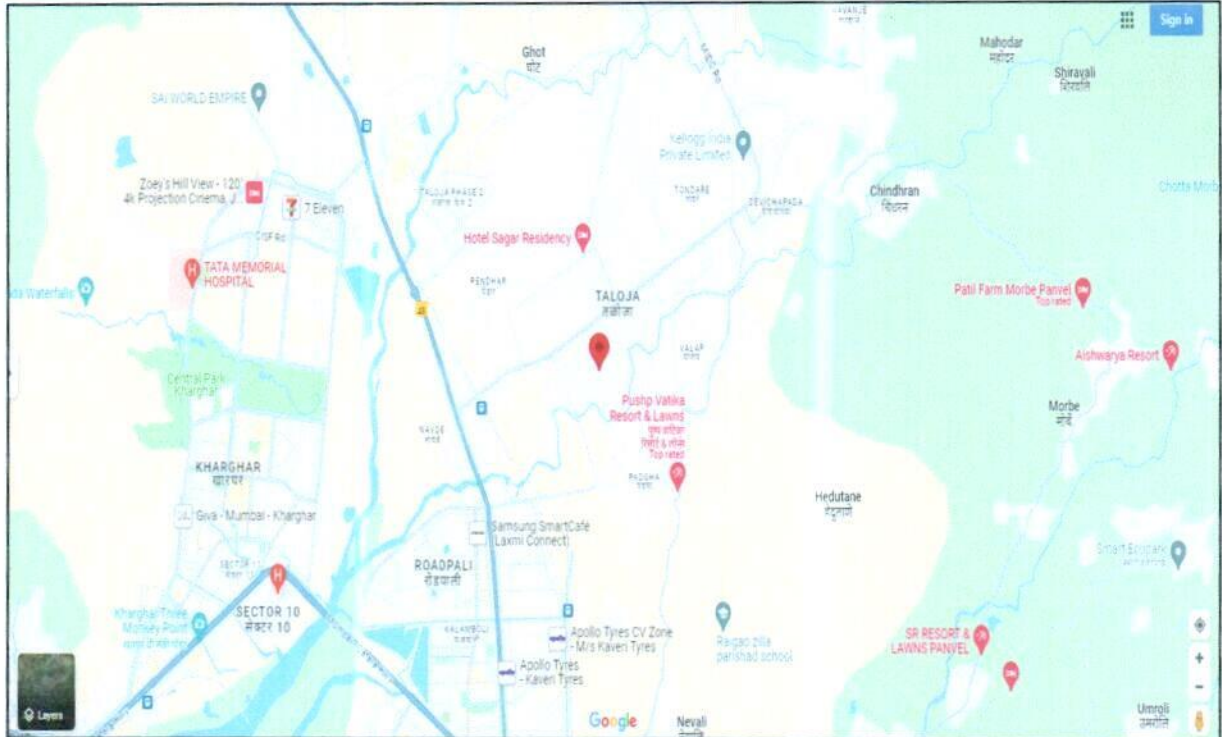 Sign in
Ghot
घोट
MIDC Rd
Mahodar
महोदर
Shiravali
SAI WORLD EMPIRE
Kellogg India
Private Limited
Zoey's Hill View - 120"
4k Projection Cinema, J...
7 Eleven
TALOJA PHASE 2
TONDARE
DEVICHAPADA
Chindhran
CISF Rd
Hotel Sagar Residency
TATA MEMORIAL
HOSPITAL
PENDHAR
TALOJA
Patil Farm Morbe Panvel
Top rated
VALAP
Aishwarya Resort
Central Park
Kharghar
Pushp Vatika
Resort & Lawns
Top rated
Morbe
मोर्बे
NAVDE
KHARGHAR
खारघर
PADGHA
Hedutane
हेदुटाणे
Giva - Mumbai - Kharghar
Samsung SmartCafe
(Laxmi Connect)
ROADPALI
रोडपाली
SECTOR 10
सेक्टर 10
Kharghar Three
Monkey Point
KALAMBOLI
Apollo Tyres CV Zone
- M/s Kaveri Tyres
Raigad zilla
parishad school
SR RESORT &
LAWNS PANVEL
Apollo Tyres
- Kaveri Tyres
Layers
Google
Nevali
Umroli
उमरोली